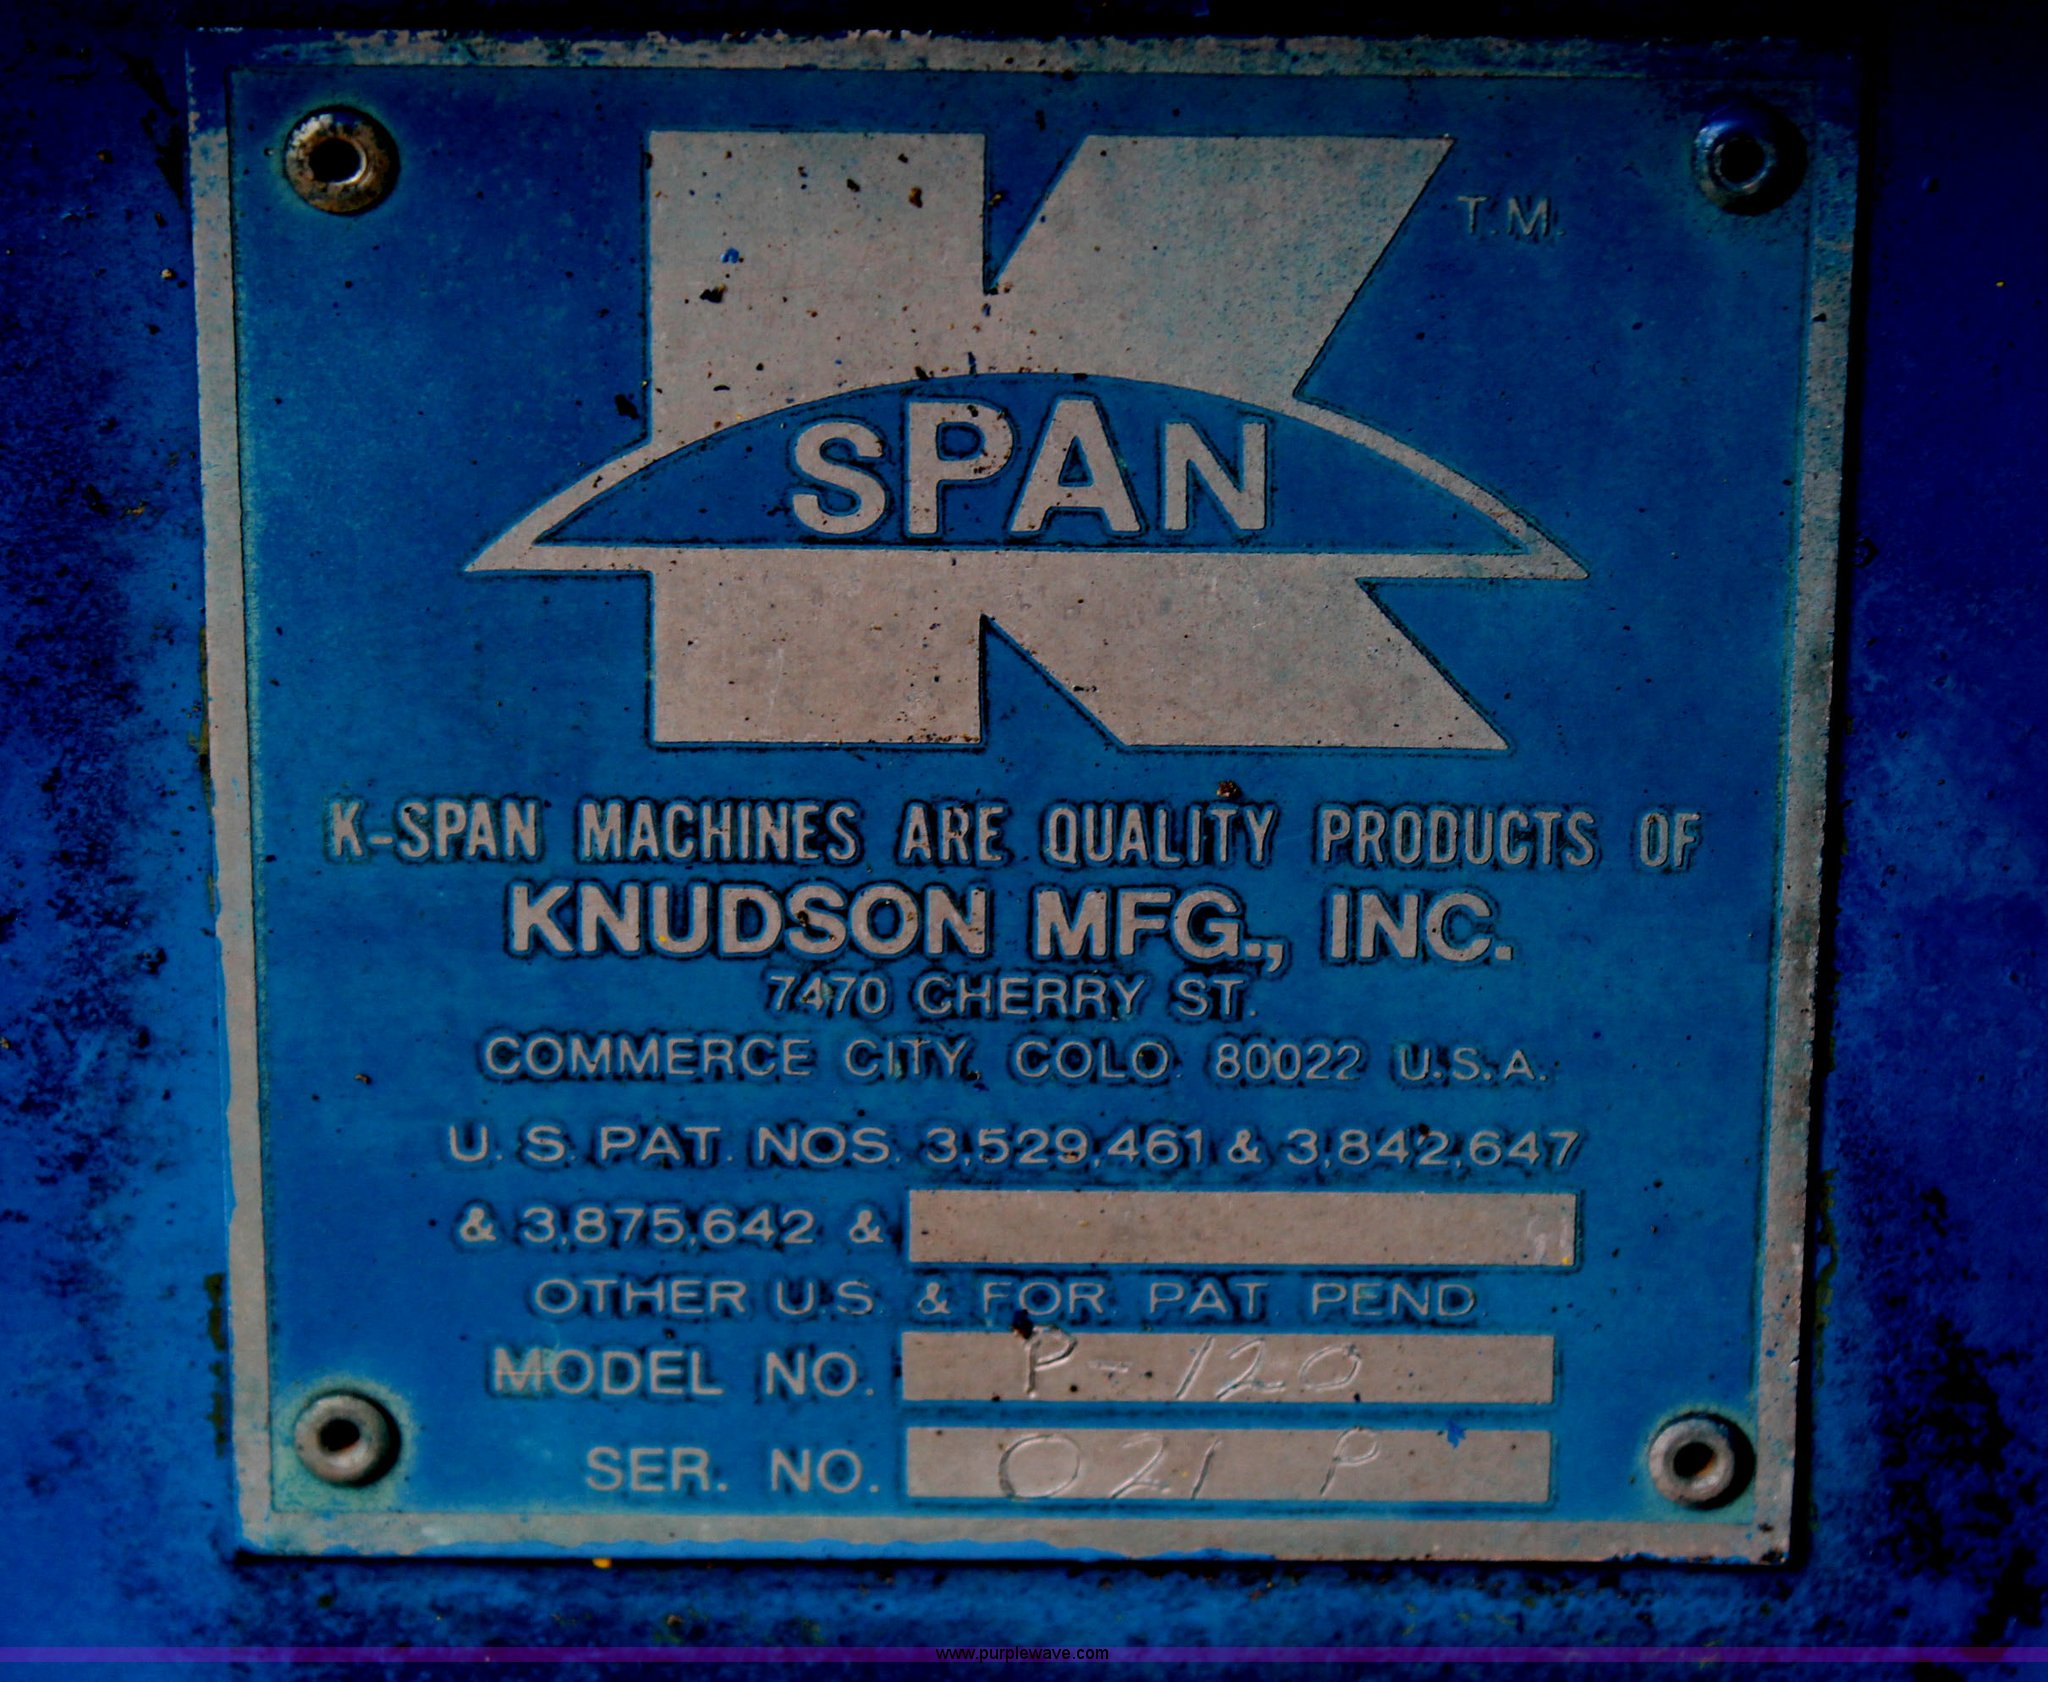 K
T.M.
SPAN
K-SPAN MACHINES ARE QUALITY PRODUCTS OF
KNUDSON MFG., INC.
7470 CHERRY ST.
COMMERCE CITY, COLO. 80022 U.S.A.
U.S. PAT. NOS. 3,529,461 & 3,842,647
& 3,875,642 &
OTHER U.S. & FOR. PAT. PEND.
MODEL NO. P-120
SER. NO. 021 P
www.purplewave.com